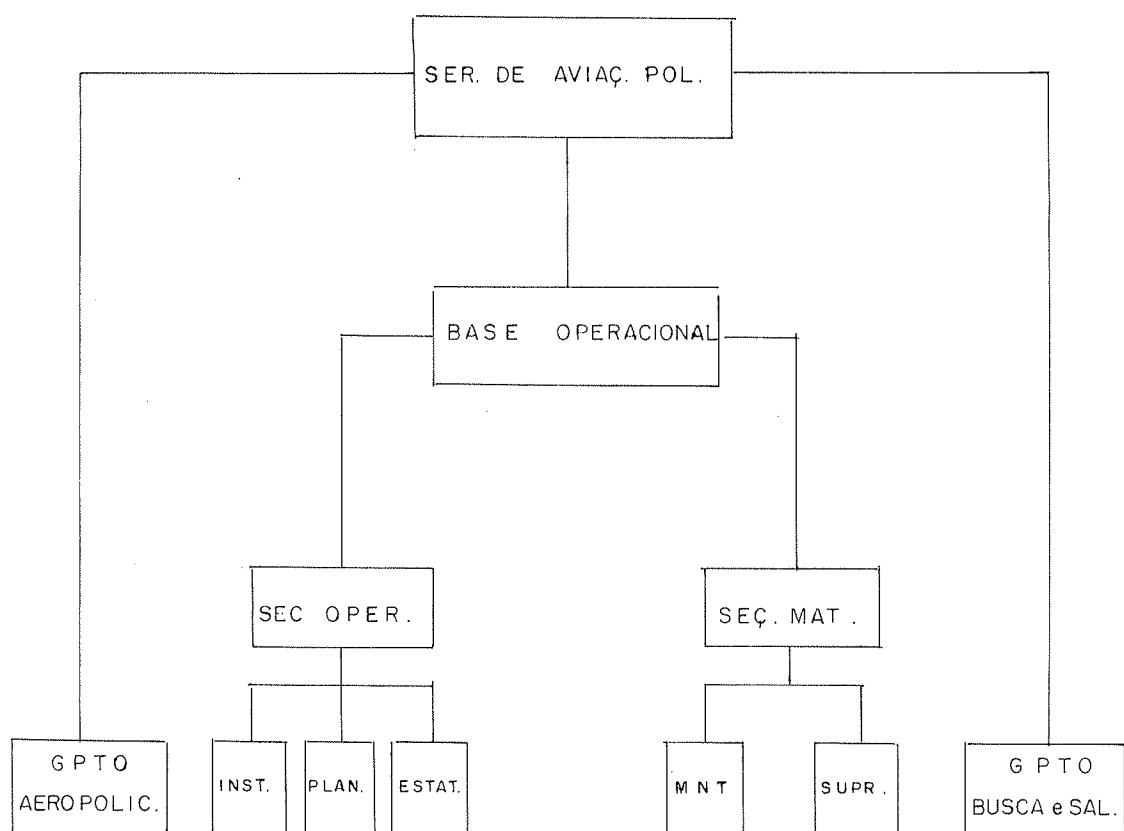 SER. DE AVIAÇ. POL.
BASE OPERACIONAL
SEC OPER.
SEÇ. MAT.
GPTO
AEROPOLIC.
INST.
PLAN.
ESTAT.
MNT
SUPR.
GPTO
BUSCA e SAL.